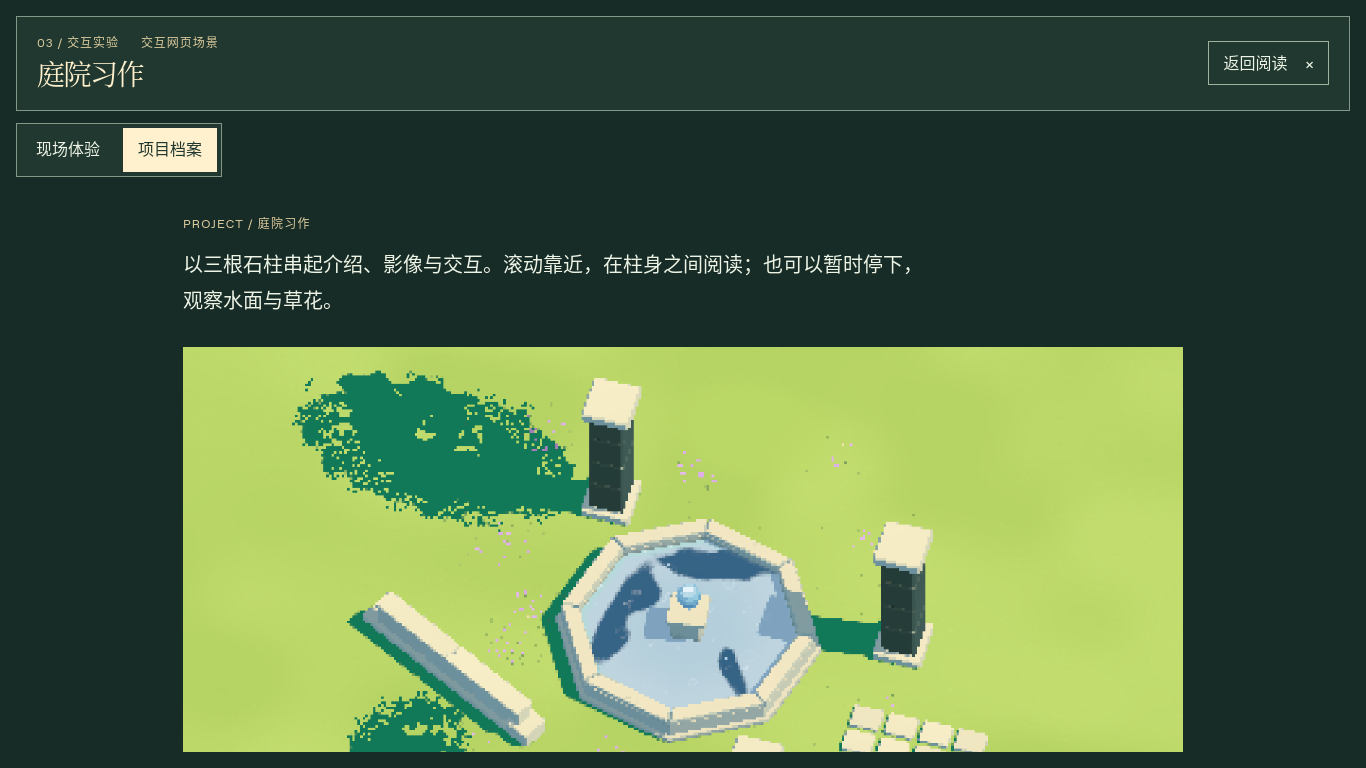 03 / 交互实验 交互网页场景
庭院习作
返回阅读 ×
现场体验 项目档案
PROJECT / 庭院习作
以三根石柱串起介绍、影像与交互。滚动靠近，在柱身之间阅读；也可以暂时停下，
观察水面与草花。